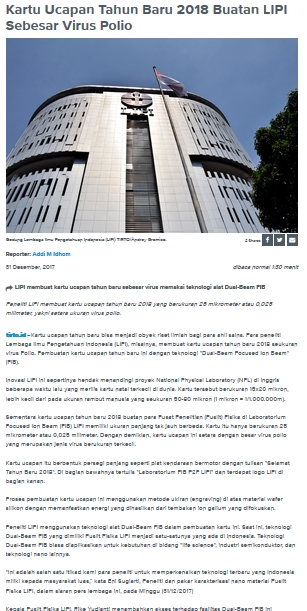 Kartu Ucapan Tahun Baru 2018 Buatan LIPI
Sebesar Virus Polio
Gedung Lembaga Ilmu Pengetahuan Indonesia (LIPI) TIRTO/Andrey Gromico.
2 Shares
Reporter: Addi M Idhom
31 Desember, 2017
dibaca normal 1:30 menit
LIPI membuat kartu ucapan tahun baru sebesar virus memakai teknologi alat Dual-Beam FIB
Peneliti LIPI membuat kartu ucapan tahun baru 2018 yang berukuran 25 mikrometer atau 0,025
milimeter, yakni setara ukuran virus polio.
tirto.id - Kartu ucapan tahun baru bisa menjadi obyek riset ilmiah bagi para ahli sains. Para peneliti
Lembaga Ilmu Pengetahuan Indonesia (LIPI), misalnya, membuat kartu ucapan tahun baru 2018 seukuran
virus Polio. Pembuatan kartu ucapan tahun baru ini dengan teknologi "Dual-Beam Focused Ion Beam"
(FIB).
Inovasi LIPI ini sepertinya hendak menandingi proyek National Physical Laboratory (NPL) di Inggris
beberapa waktu lalu yang merilis kartu natal terkecil di dunia. Kartu tersebut berukuran 15x20 mikron,
lebih kecil dari pada ukuran rambut manusia yang seukuran 50-80 mikron (1 mikron = 1/1.000.000m).
Sementara kartu ucapan tahun baru 2018 buatan para Pusat Penelitian (Puslit) Fisika di Laboratorium
Focused Ion Beam (FIB) LIPI memiliki ukuran panjang tak jauh berbeda. Kartu itu hanya berukuran 25
mikrometer atau 0,025 milimeter. Dengan demikian, kartu ucapan ini setara dengan besar virus polio
yang merupakan jenis virus berukuran terkecil.
Kartu ucapan itu berbentuk persegi panjang seperti plat kendaraan bermotor dengan tulisan "Selamat
Tahun Baru 2018". Di bagian bawahnya tertulis "Laboratorium FIB P2F LIPI" dan terdapat logo LIPI di
bagian kanan.
Proses pembuatan kartu ucapan ini menggunakan metode ukiran (engraving) di atas material wafer
silikon dengan memanfaatkan energi yang dihasilkan dari tembakan ion galium yang difokuskan.
Peneliti LIPI menggunakan teknologi alat Dual-Beam FIB dalam pembuatan kartu ini. Saat ini, teknologi
Dual-Beam FIB yang dimiliki Puslit Fisika LIPI menjadi satu-satunya yang ada di Indonesia. Teknologi
Dual-Beam FIB biasa diaplikasikan untuk kebutuhan di bidang "life science", industri semikonduktor, dan
teknologi nano lainnya.
"Ini adalah salah satu itikad kami para peneliti untuk memperkenalkan teknologi terbaru yang Indonesia
miliki kepada masyarakat luas," kata Eni Sugiarti, Peneliti dan pakar karakterisasi nano material Pusat
Fisika LIPI, dalam siaran pers lembaga ini, pada Minggu (31/12/2017)
Kepala Puslit Fisika LIPI, Rike Yudianti menambahkan akses terhadap fasilitas Dual-Beam FIB ini